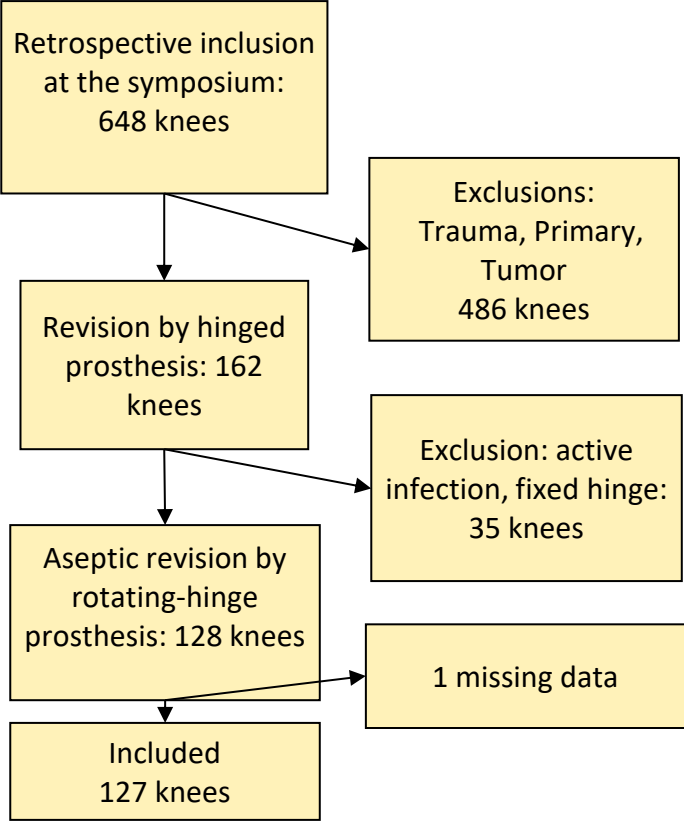 Retrospective inclusion
at the symposium:
648 knees
Exclusions:
Trauma, Primary,
Tumor
486 knees
Revision by hinged
prosthesis: 162
knees
Exclusion: active
infection, fixed hinge:
35 knees
Aseptic revision by
rotating-hinge
prosthesis: 128 knees
1 missing data
Included
127 knees